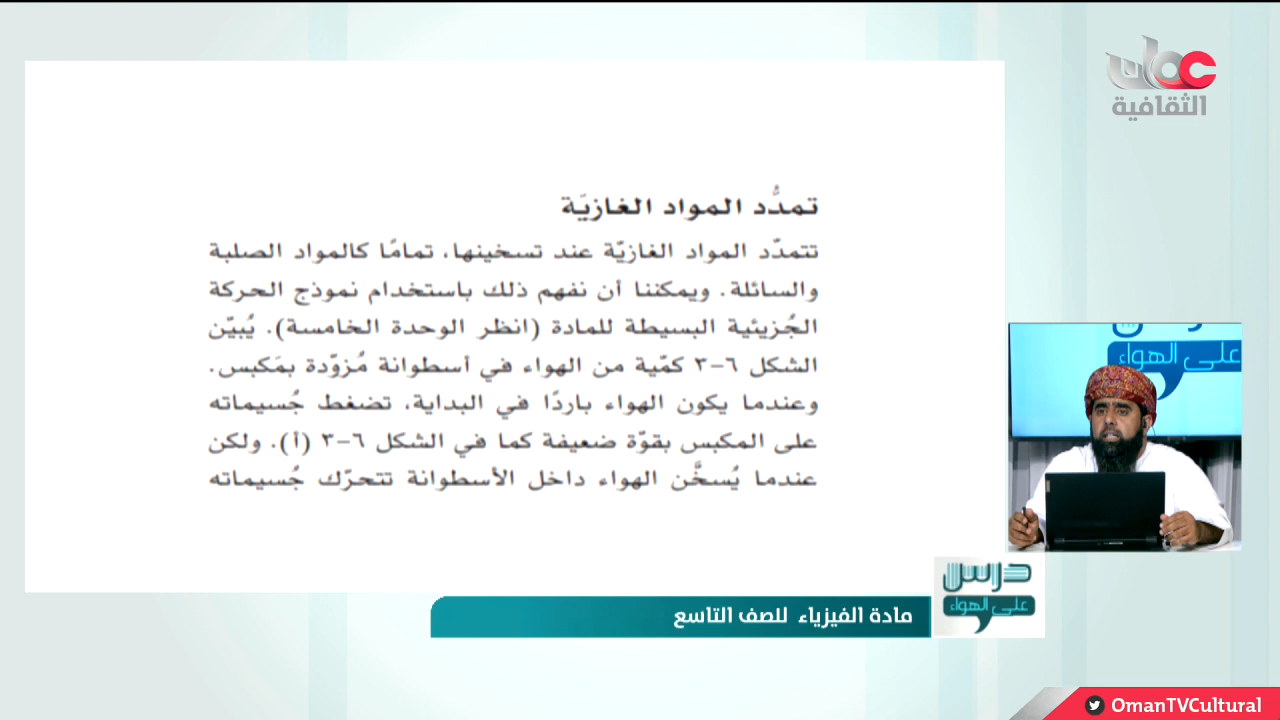 عمان
الثقافية
تمدُّد المواد الغازيّة
تتمدّد المواد الغازيّة عند تسخينها، تمامًا كالمواد الصلبة
والسائلة. ويمكننا أن نفهم ذلك باستخدام نموذج الحركة
الجُزيئية البسيطة للمادة (انظر الوحدة الخامسة). يُبيّن
الشكل ٦-٣ كمّية من الهواء في أسطوانة مُزوّدة بمَكبس.
وعندما يكون الهواء باردًا في البداية، تضغط جُسيماته
على المكبس بقوّة ضعيفة كما في الشكل ٦-٣ (أ). ولكن
عندما يُسخَّن الهواء داخل الأسطوانة تتحرّك جُسيماته
على الهواء
درس
على الهواء
مادة الفيزياء للصف التاسع
OmanTVCultural